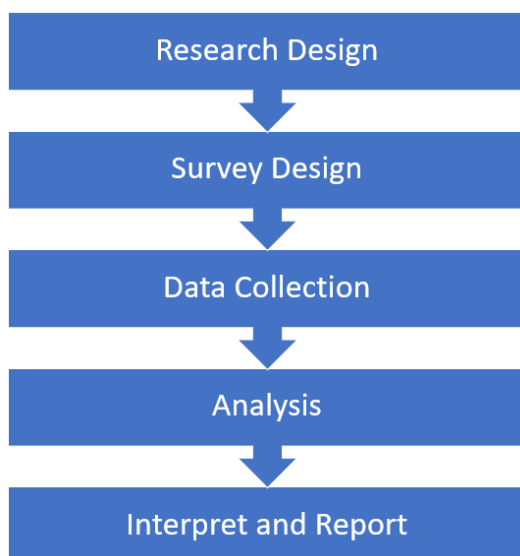 Research Design
Survey Design
Data Collection
Analysis
Interpret and Report